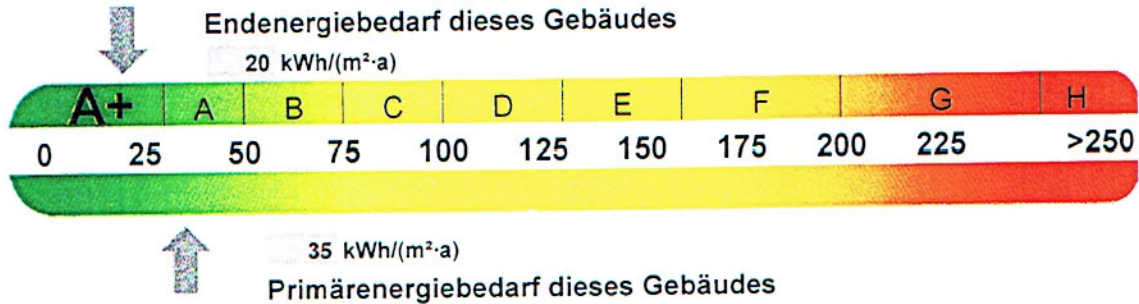 Endenergiebedarf dieses Gebäudes
20 kWh/(m²·a)
A+ A B C D E F G H
0 25 50 75 100 125 150 175 200 225 >250
35 kWh/(m²·a)
Primärenergiebedarf dieses Gebäudes